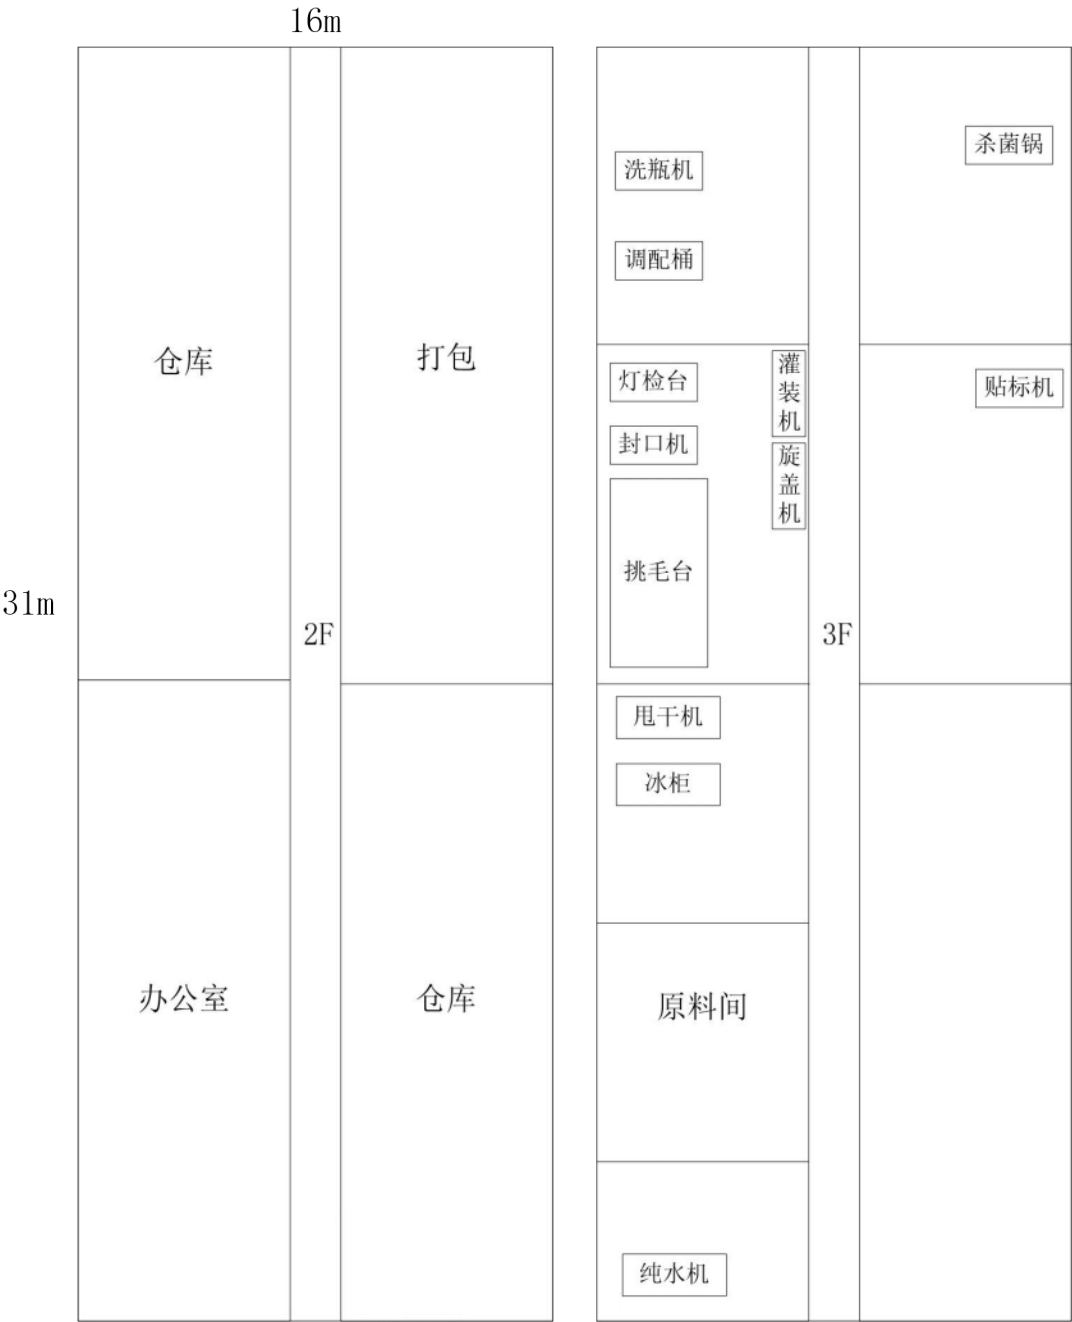 16m
31m
仓库
打包
2F
办公室
仓库
洗瓶机
调配桶
杀菌锅
灯检台
封口机
挑毛台
灌装机
旋盖机
贴标机
3F
甩干机
冰柜
原料间
纯水机